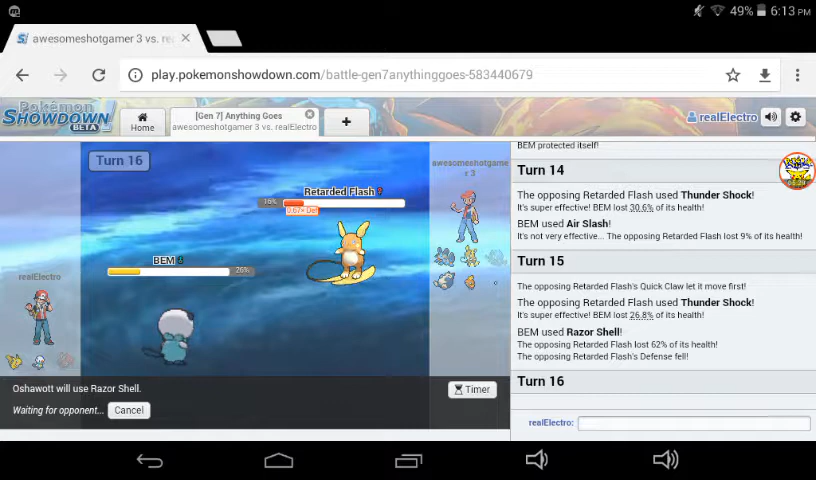 49% 6:13 PM
awesomeshotgamer 3 vs. re
play.pokemonshowdown.com/battle-gen7anythinggoes-583440679
Pokémon
SHOWDOWN
BETA
Home
[Gen 7] Anything Goes
awesomeshotgamer 3 vs. realElectro
realElectro
Turn 16
Retarded Flash
16%
0.67× Def
BEM
26%
realElectro
awesomeshotgame
r 3
Oshawott will use Razor Shell.
Waiting for opponent... Cancel
Timer
BEM protected itself!
Turn 14
The opposing Retarded Flash used Thunder Shock!
It's super effective! BEM lost 30.6% of its health!
BEM used Air Slash!
It's not very effective... The opposing Retarded Flash lost 9% of its health!
Turn 15
The opposing Retarded Flash's Quick Claw let it move first!
The opposing Retarded Flash used Thunder Shock!
It's super effective! BEM lost 26.8% of its health!
BEM used Razor Shell!
The opposing Retarded Flash lost 62% of its health!
The opposing Retarded Flash's Defense fell!
Turn 16
realElectro: